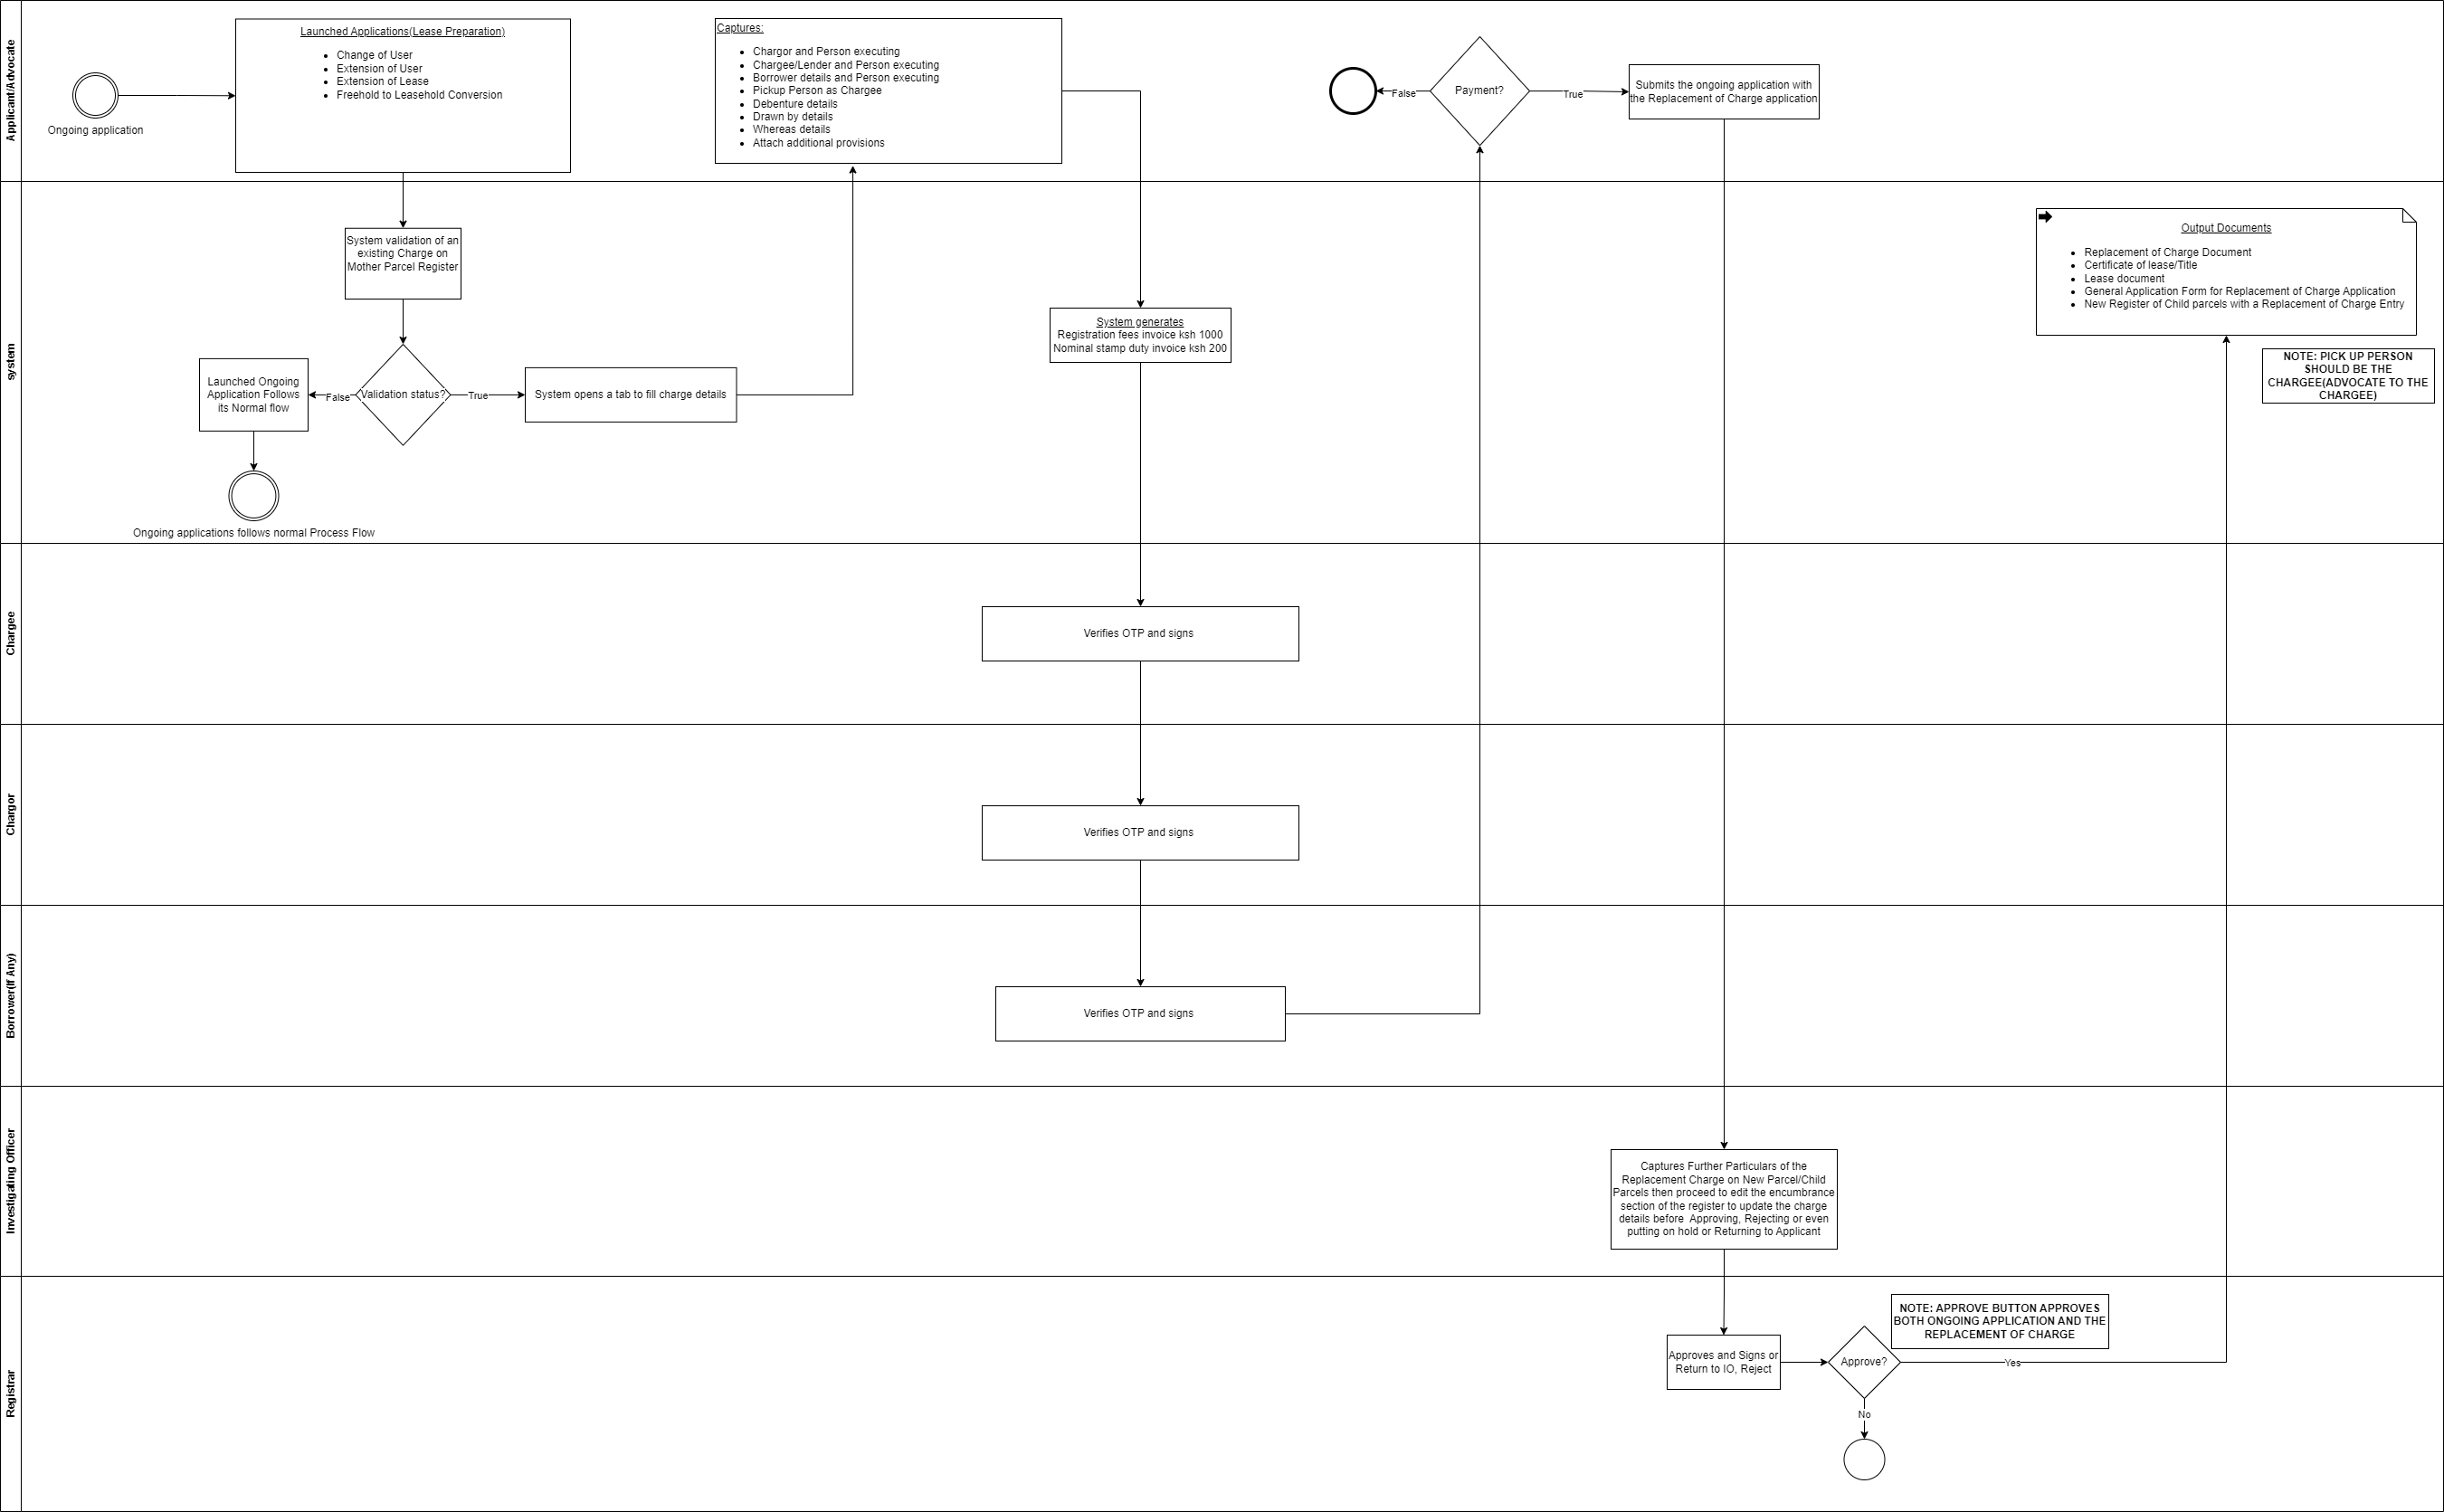 Applicant/Advocate
Ongoing application
Launched Applications(Lease Preparation)
Change of User
Extension of User
Extension of Lease
Freehold to Leasehold Conversion
Captures:
Chargor and Person executing
Chargee/Lender and Person executing
Borrower details and Person executing
Pickup Person as Chargee
Debenture details
Drawn by details
Whereas details
Attach additional provisions
False
Payment?
True
Submits the ongoing application with
the Replacement of Charge application
system
System validation of an
existing Charge on
Mother Parcel Register
Launched Ongoing
Application Follows
its Normal flow
False
Validation status?
True
System opens a tab to fill charge details
Ongoing applications follows normal Process Flow
System generates
Registration fees invoice ksh 1000
Nominal stamp duty invoice ksh 200
Output Documents
Replacement of Charge Document
Certificate of lease/Title
Lease document
General Application Form for Replacement of Charge Application
New Register of Child parcels with a Replacement of Charge Entry
NOTE: PICK UP PERSON
SHOULD BE THE
CHARGEE(ADVOCATE TO THE
CHARGEE)
Chargee
Verifies OTP and signs
Chargor
Verifies OTP and signs
Borrower(If Any)
Verifies OTP and signs
Investigating Officer
Captures Further Particulars of the
Replacement Charge on New Parcel/Child
Parcels then proceed to edit the encumbrance
section of the register to update the charge
details before Approving, Rejecting or even
putting on hold or Returning to Applicant
Registrar
Approves and Signs or
Return to IO, Reject
Approve?
NOTE: APPROVE BUTTON APPROVES
BOTH ONGOING APPLICATION AND THE
REPLACEMENT OF CHARGE
Yes
No